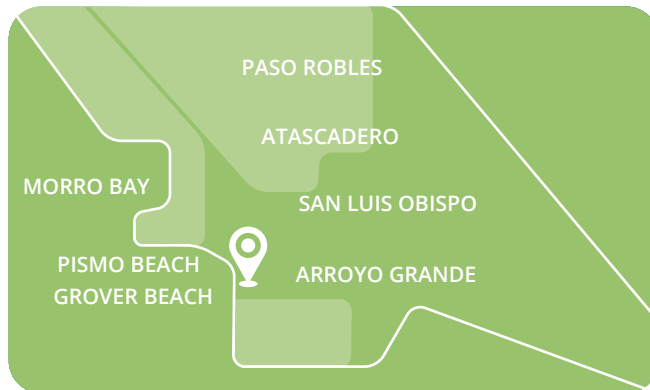 PASO ROBLES
ATASCADERO
MORRO BAY
SAN LUIS OBISPO
PISMO BEACH
ARROYO GRANDE
GROVER BEACH